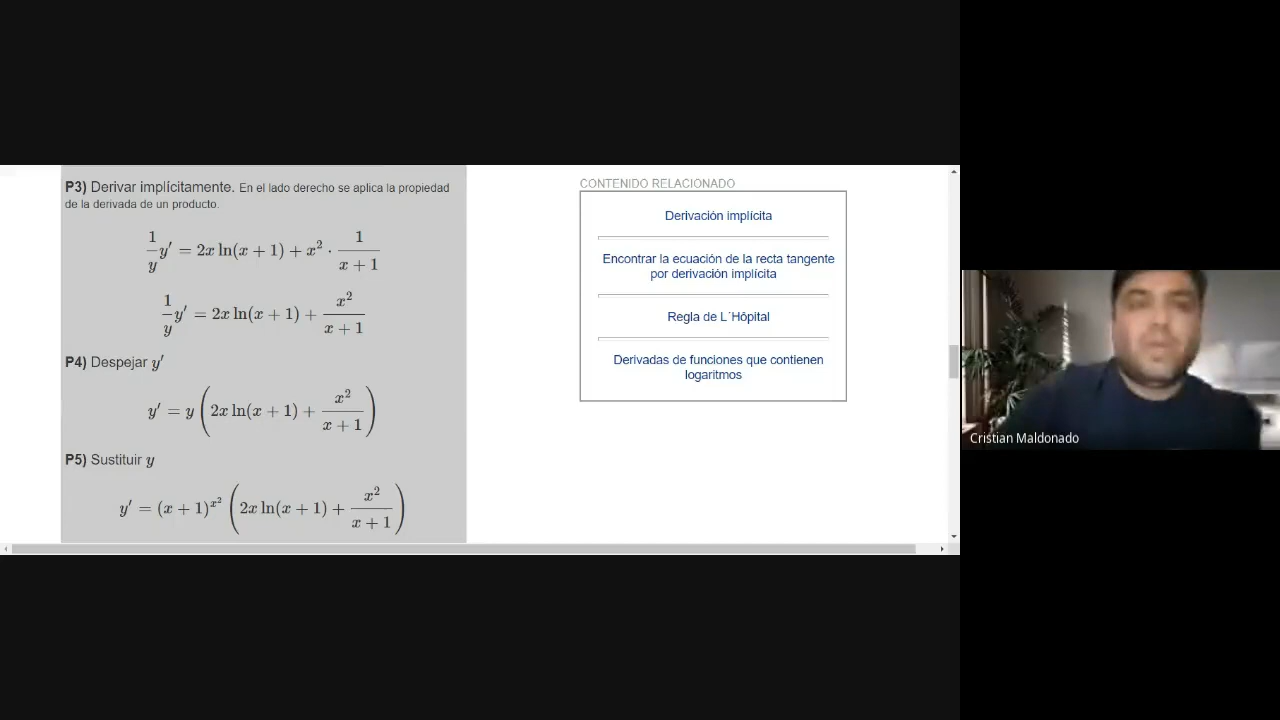 P3) Derivar implícitamente. En el lado derecho se aplica la propiedad
de la derivada de un producto.
1/y y′ = 2x ln(x + 1) + x² · 1/(x + 1)
1/y y′ = 2x ln(x + 1) + x²/(x + 1)
P4) Despejar y′
y′ = y (2x ln(x + 1) + x²/(x + 1))
P5) Sustituir y
y′ = (x + 1)^(x²) (2x ln(x + 1) + x²/(x + 1))
CONTENIDO RELACIONADO
Derivación implícita
Encontrar la ecuación de la recta tangente
por derivación implícita
Regla de L´Hôpital
Derivadas de funciones que contienen
logaritmos
Cristian Maldonado